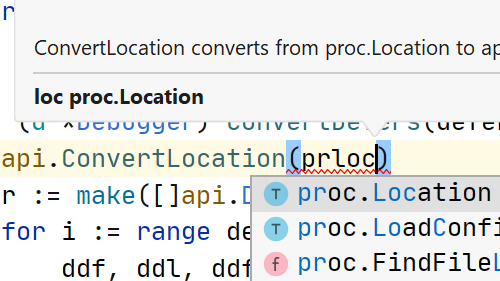 r
ConvertLocation converts from proc.Location to ap
loc proc.Location
(d *Debugger) convertDefers(defer
api.ConvertLocation(prloc)
r := make([]api.D
T proc.Location
for i := range de
T proc.LoadConfi
ddf, ddl, ddf
f proc.FindFileL